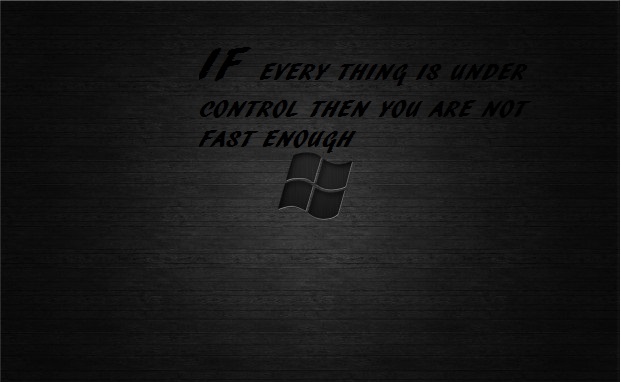 IF EVERY THING IS UNDER
CONTROL THEN YOU ARE NOT
FAST ENOUGH